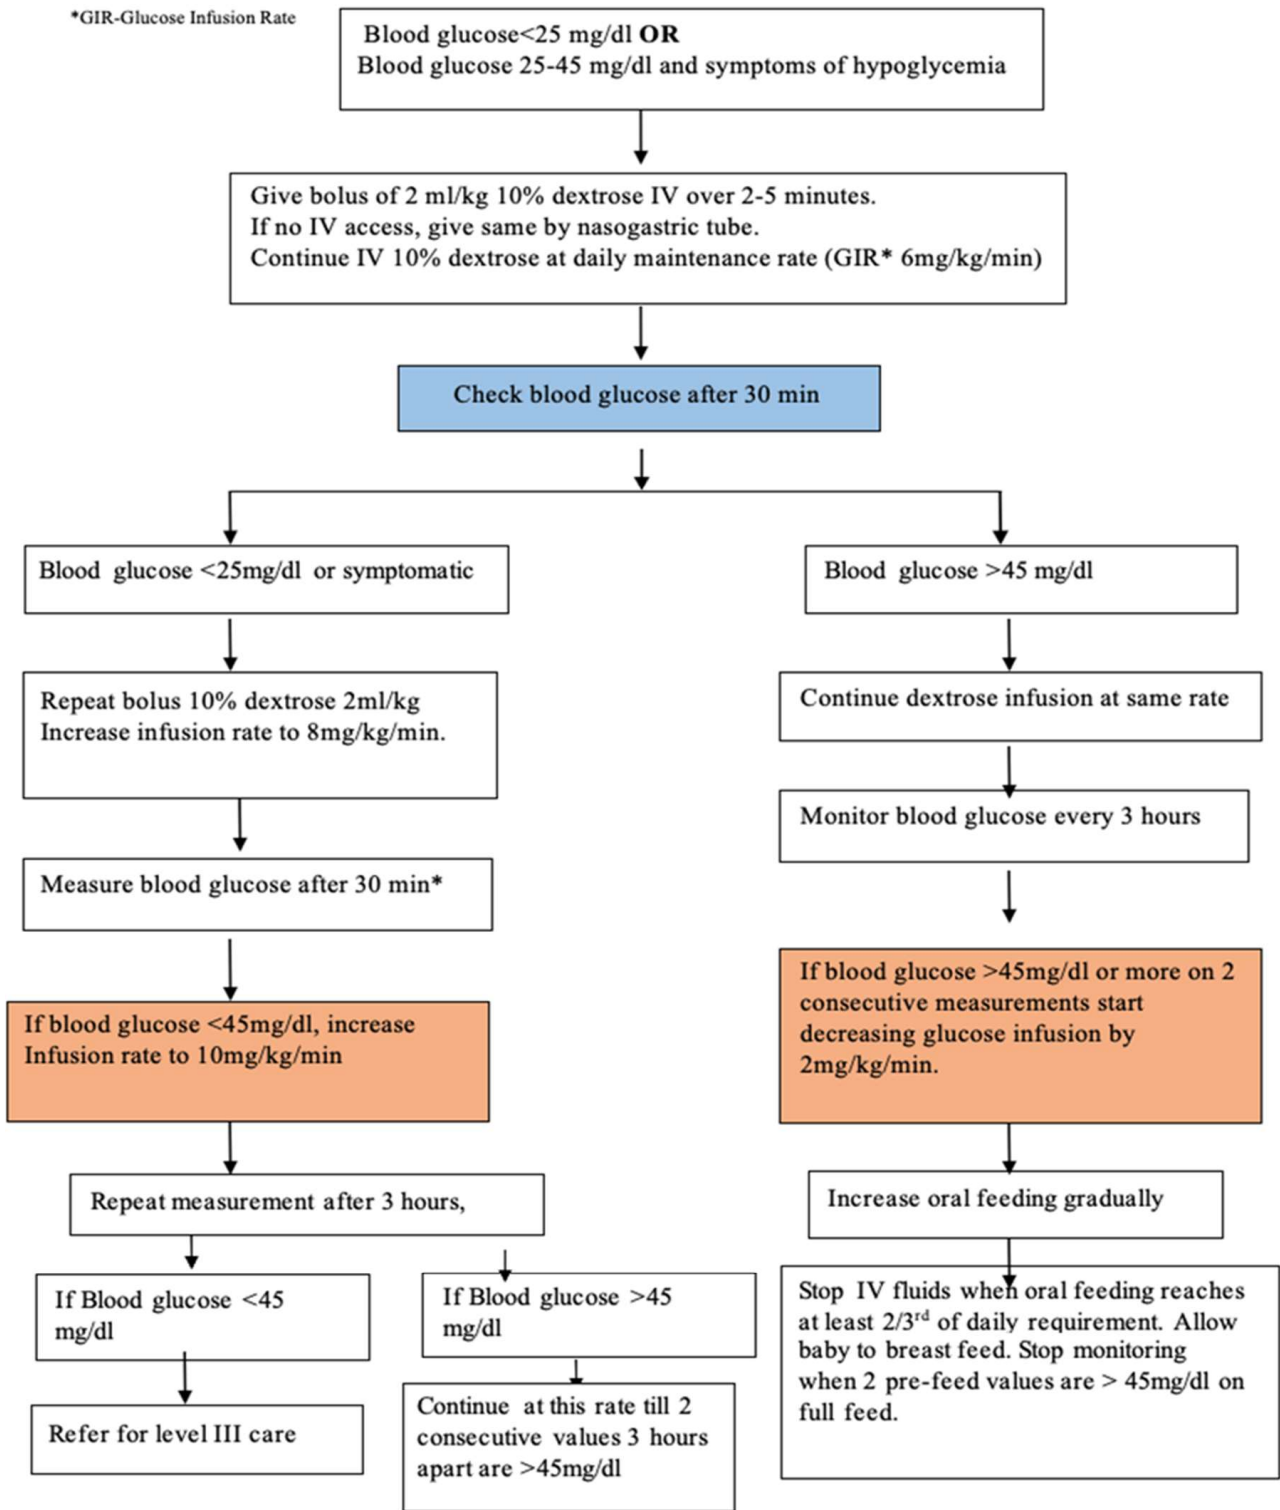 *GIR-Glucose Infusion Rate
Blood glucose<25 mg/dl OR
Blood glucose 25-45 mg/dl and symptoms of hypoglycemia
Give bolus of 2 ml/kg 10% dextrose IV over 2-5 minutes.
If no IV access, give same by nasogastric tube.
Continue IV 10% dextrose at daily maintenance rate (GIR* 6mg/kg/min)
Check blood glucose after 30 min
Blood glucose <25mg/dl or symptomatic
Repeat bolus 10% dextrose 2ml/kg
Increase infusion rate to 8mg/kg/min.
Measure blood glucose after 30 min*
If blood glucose <45mg/dl, increase
Infusion rate to 10mg/kg/min
Repeat measurement after 3 hours,
If Blood glucose <45
mg/dl
Refer for level III care
If Blood glucose >45
mg/dl
Continue at this rate till 2
consecutive values 3 hours
apart are >45mg/dl
Blood glucose >45 mg/dl
Continue dextrose infusion at same rate
Monitor blood glucose every 3 hours
If blood glucose >45mg/dl or more on 2
consecutive measurements start
decreasing glucose infusion by
2mg/kg/min.
Increase oral feeding gradually
Stop IV fluids when oral feeding reaches
at least 2/3rd of daily requirement. Allow
baby to breast feed. Stop monitoring
when 2 pre-feed values are > 45mg/dl on
full feed.